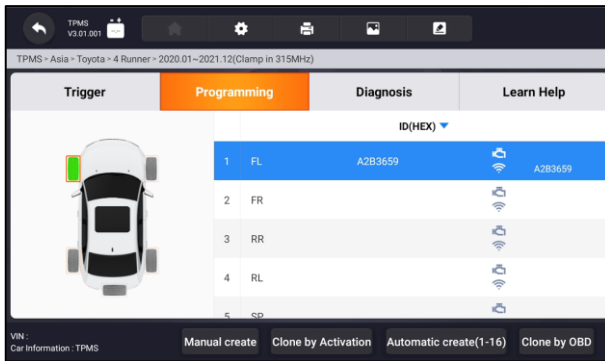 TPMS
V3.01.001
--.--
TPMS > Asia > Toyota > 4 Runner > 2020.01~2021.12(Clamp in 315MHz)
Trigger Programming Diagnosis Learn Help
ID(HEX)
1 FL A2B3659 A2B3659
2 FR
3 RR
4 RL
5 SP
VIN :
Car Information : TPMS
Manual create Clone by Activation Automatic create(1-16) Clone by OBD